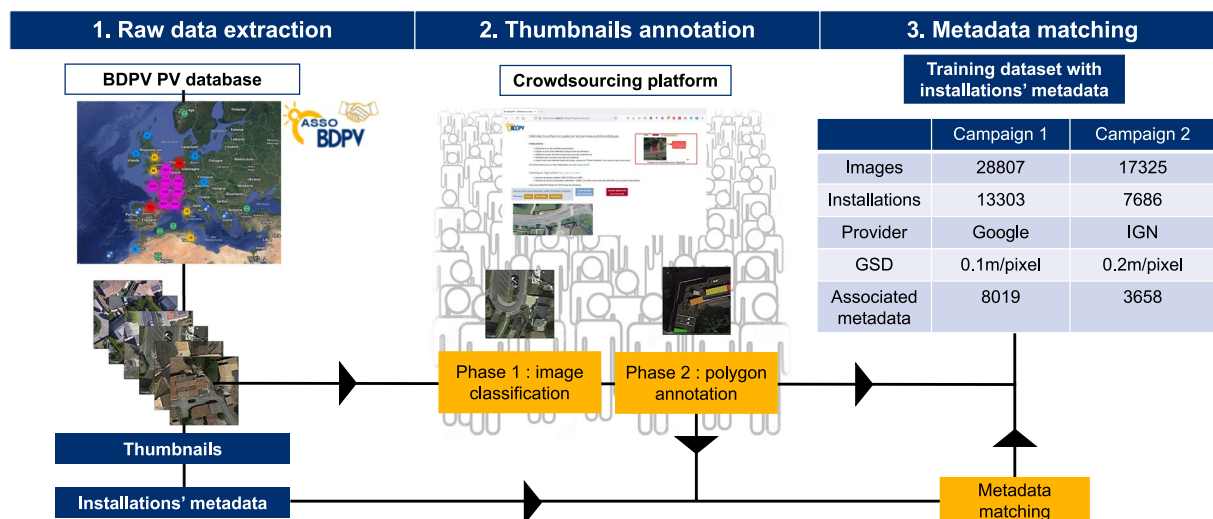 1. Raw data extraction
2. Thumbnails annotation
3. Metadata matching
BDPV PV database
ASSO
BDPV
Crowdsourcing platform
BDPV
Training dataset with
installations' metadata
Campaign 1 Campaign 2
Images 28807 17325
Installations 13303 7686
Provider Google IGN
GSD 0.1m/pixel 0.2m/pixel
Associated
metadata 8019 3658
Phase 1 : image
classification
Phase 2 : polygon
annotation
Thumbnails
Installations' metadata
Metadata
matching